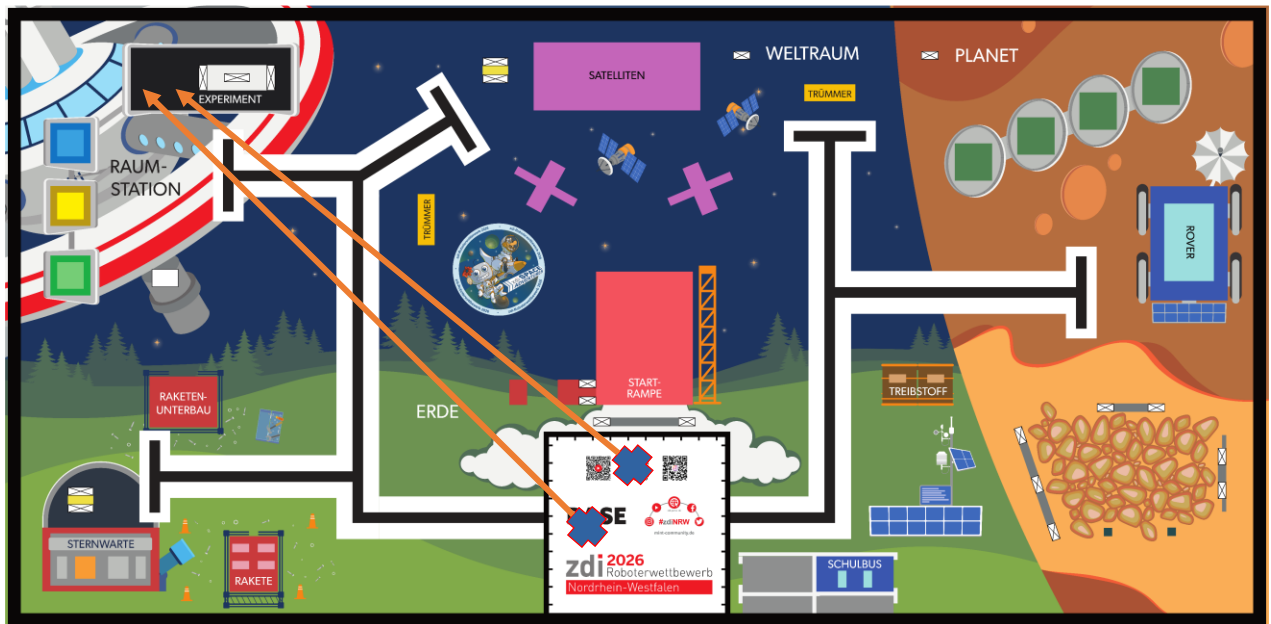 SATELLITEN
WELTRAUM
PLANET
EXPERIMENT
TRÜMMER
RAUM-
STATION
TRÜMMER
ROVER
START-
RAMPE
TREIBSTOFF
RAKETEN-
UNTERBAU
ERDE
SE
#zdiNRW
STERNWARTE
RAKETE
zdi 2026
Roboterwettbewerb
Nordrhein-Westfalen
SCHULBUS